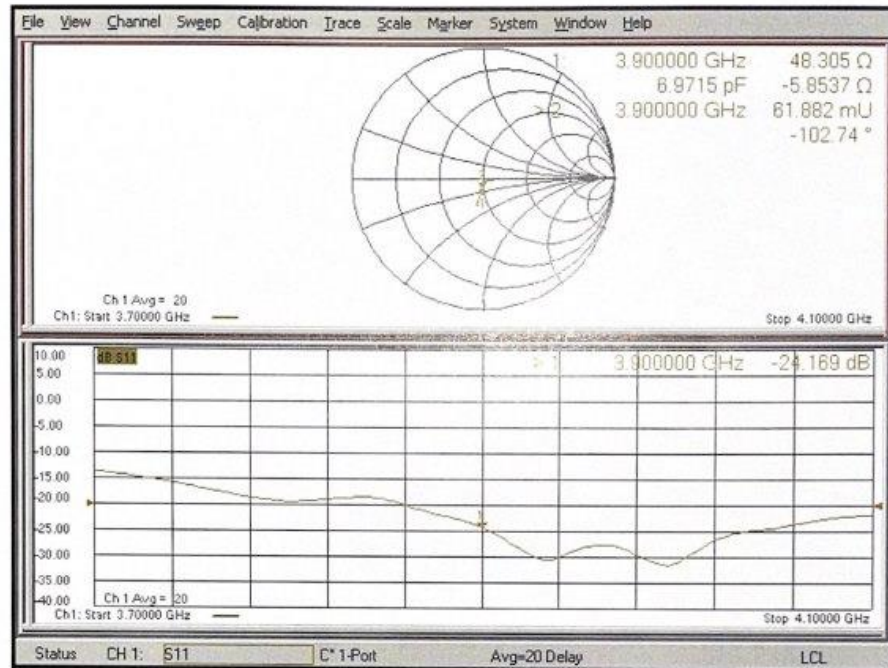 File View Channel Sweep Calibration Trace Scale Marker System Window Help
1: 3.900000 GHz 48.305 Ω
6.9715 pF -5.8537 Ω
> 2: 3.900000 GHz 61.882 mU
-102.74 °
Ch 1 Avg = 20
Ch1: Start 3.70000 GHz
Stop 4.10000 GHz
10.00 dB S11 > 1: 3.900000 GHz -24.169 dB
5.00
0.00
-5.00
-10.00
-15.00
-20.00
-25.00
-30.00
-35.00
-40.00
Ch 1 Avg = 20
Ch1: Start 3.70000 GHz
Stop 4.10000 GHz
Status CH 1: S11 C* 1-Port Avg=20 Delay LCL